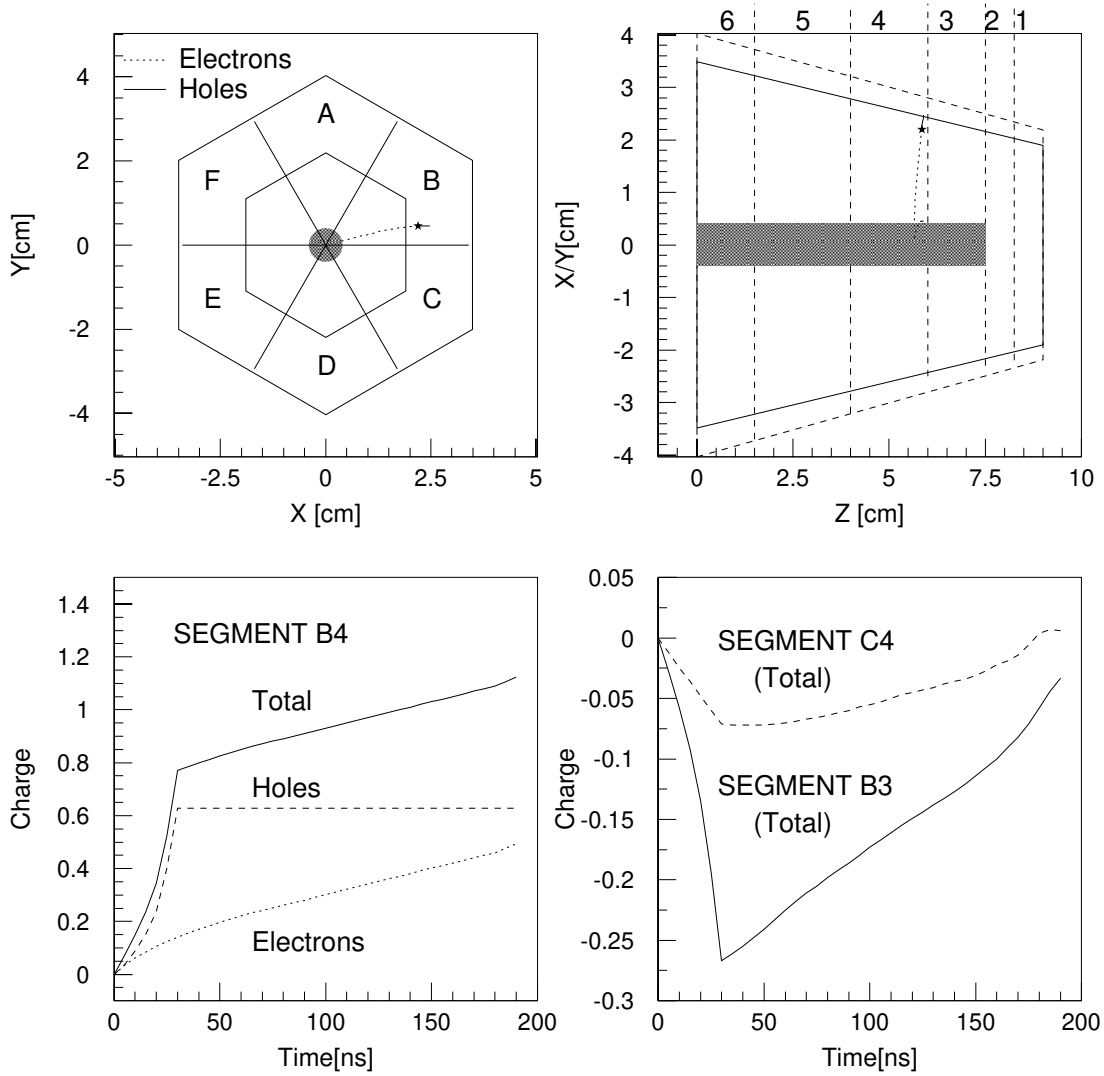 6 5 4 3 2 1
Electrons
Holes
A
F B
E C
D
4
2
0
-2
-4
Y[cm]
-5 -2.5 0 2.5 5
X [cm]
4
3
2
1
0
-1
-2
-3
-4
X/Y[cm]
0 2.5 5 7.5 10
Z [cm]
1.4
1.2
1
0.8
0.6
0.4
0.2
0
Charge
SEGMENT B4
Total
Holes
Electrons
0 50 100 150 200
Time[ns]
0.05
0
-0.05
-0.1
-0.15
-0.2
-0.25
-0.3
Charge
SEGMENT C4
(Total)
SEGMENT B3
(Total)
0 50 100 150 200
Time[ns]